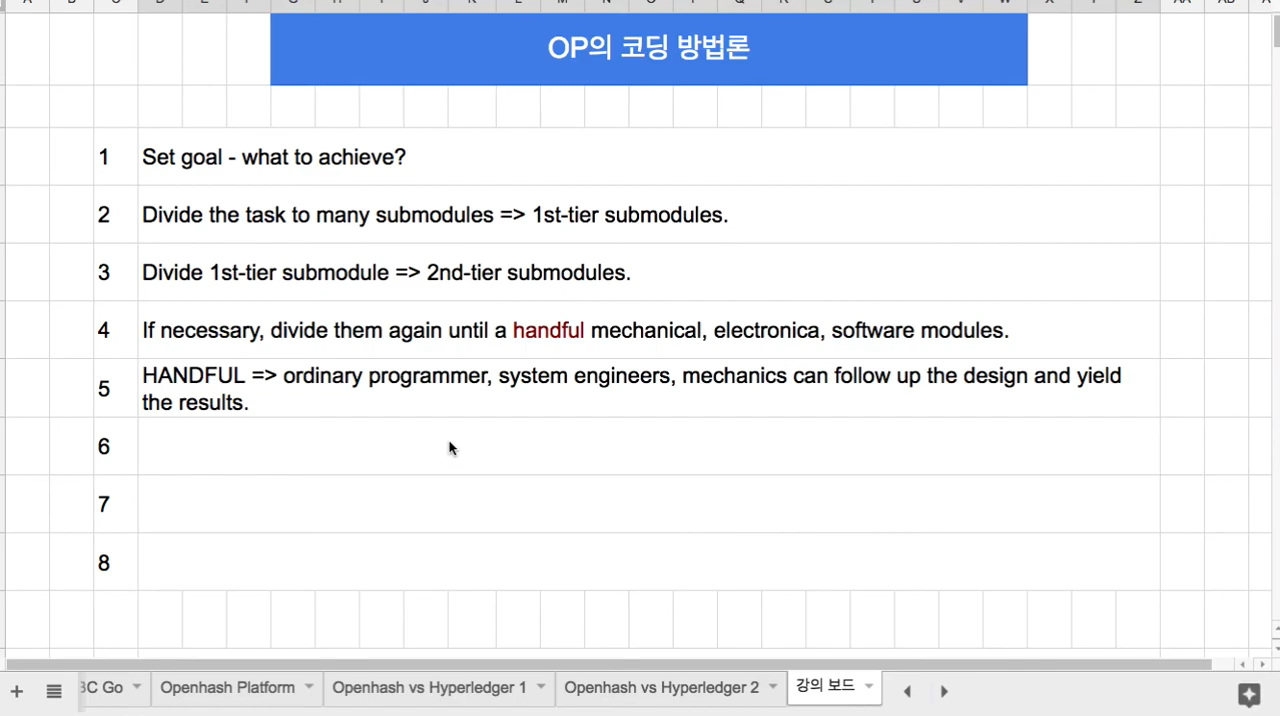 OP의 코딩 방법론
1 Set goal - what to achieve?
2 Divide the task to many submodules => 1st-tier submodules.
3 Divide 1st-tier submodule => 2nd-tier submodules.
4 If necessary, divide them again until a handful mechanical, electronica, software modules.
5 HANDFUL => ordinary programmer, system engineers, mechanics can follow up the design and yield
the results.
6
7
8
C Go Openhash Platform Openhash vs Hyperledger 1 Openhash vs Hyperledger 2 강의 보드